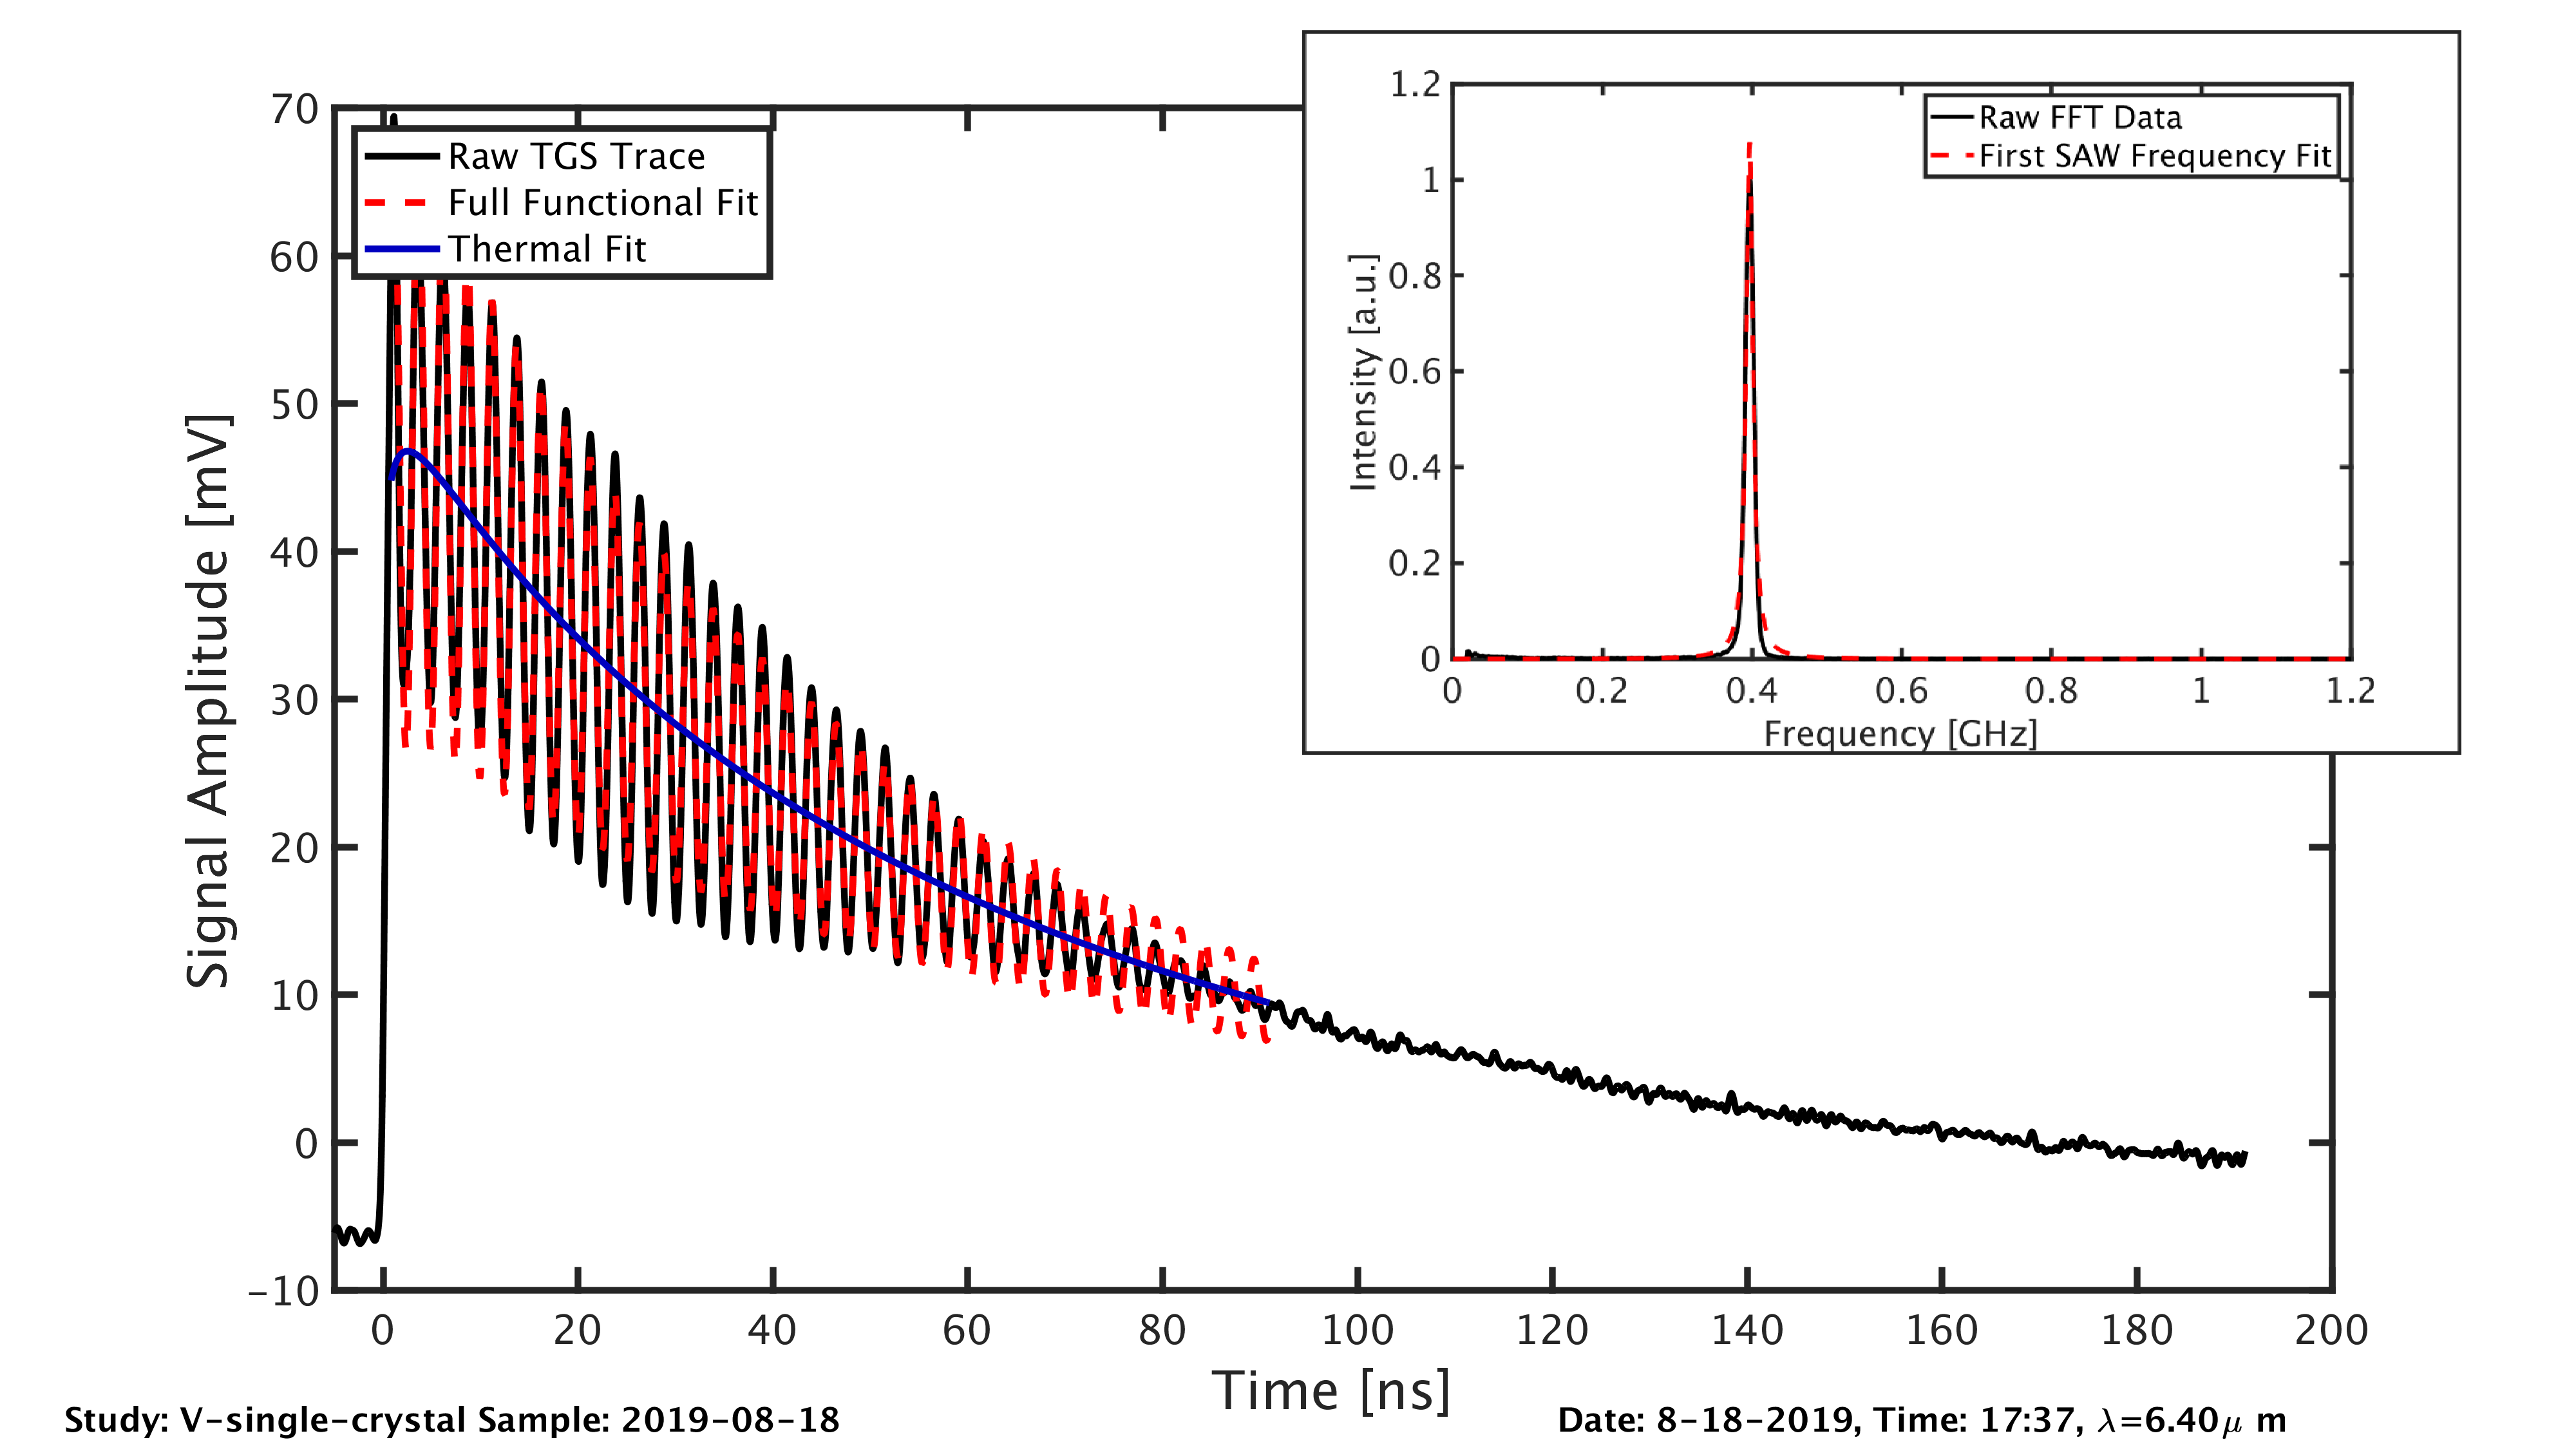 1.2
1
0.8
0.6
0.4
0.2
0
Intensity [a.u.]
Raw FFT Data
First SAW Frequency Fit
0 0.2 0.4 0.6 0.8 1 1.2
Frequency [GHz]
70
60
50
40
30
20
10
0
-10
Signal Amplitude [mV]
Raw TGS Trace
Full Functional Fit
Thermal Fit
0 20 40 60 80 100 120 140 160 180 200
Time [ns]
Study: V-single-crystal Sample: 2019-08-18
Date: 8-18-2019, Time: 17:37, λ=6.40μ m